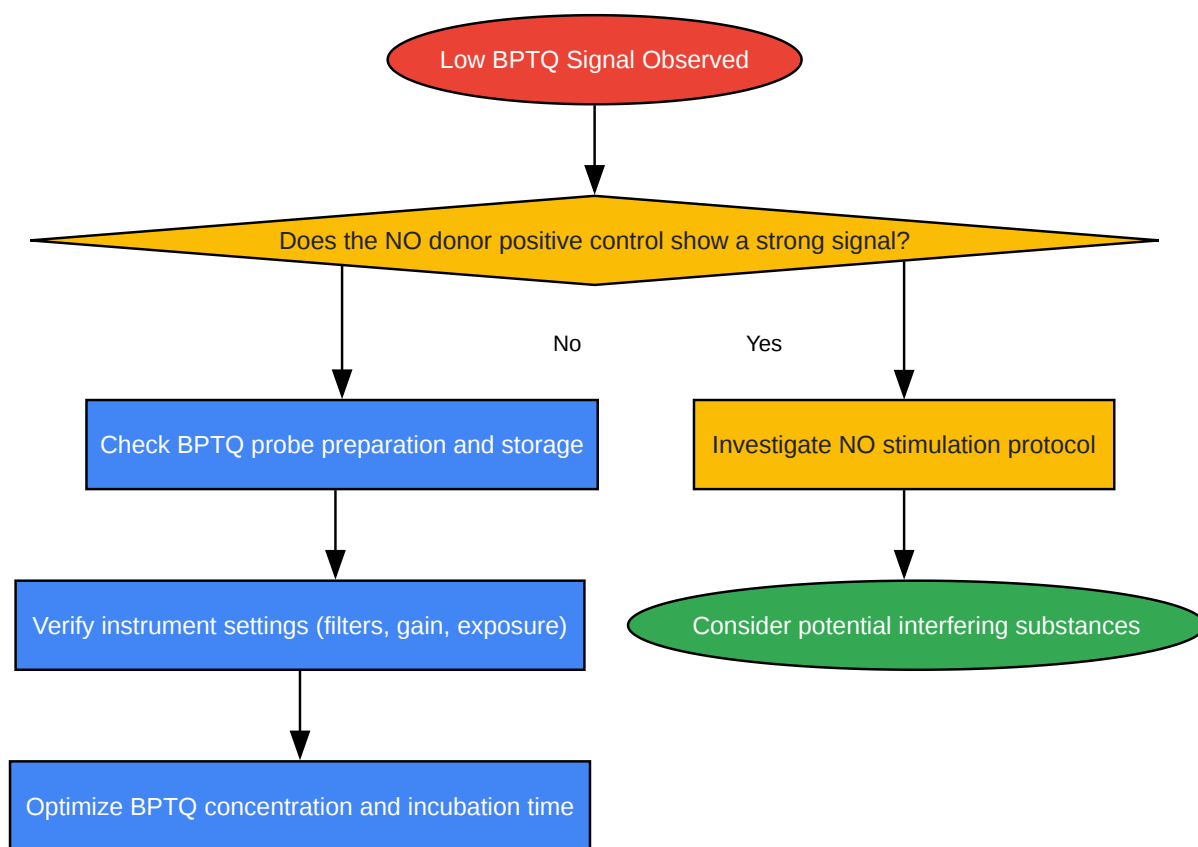 Low BPTQ Signal Observed
Does the NO donor positive control show a strong signal?
No
Yes
Check BPTQ probe preparation and storage
Investigate NO stimulation protocol
Verify instrument settings (filters, gain, exposure)
Consider potential interfering substances
Optimize BPTQ concentration and incubation time